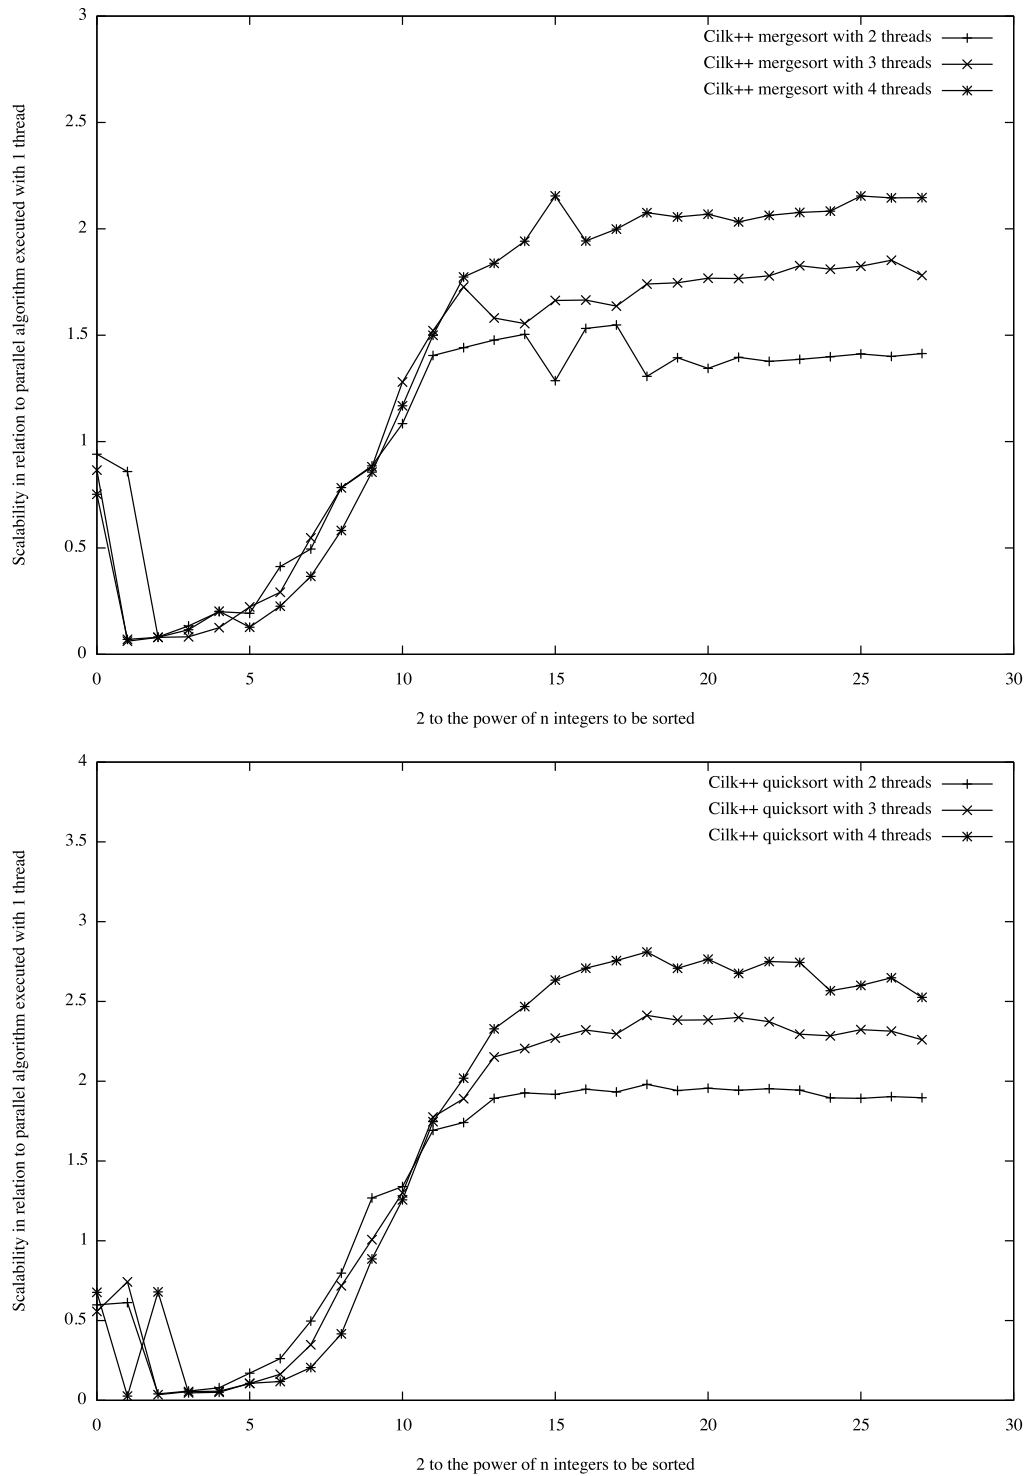 3
Cilk++ mergesort with 2 threads
Cilk++ mergesort with 3 threads
Cilk++ mergesort with 4 threads
2.5
2
1.5
1
0.5
0
Scalability in relation to parallel algorithm executed with 1 thread
0 5 10 15 20 25 30
2 to the power of n integers to be sorted
4
Cilk++ quicksort with 2 threads
Cilk++ quicksort with 3 threads
Cilk++ quicksort with 4 threads
3.5
3
2.5
2
1.5
1
0.5
0
Scalability in relation to parallel algorithm executed with 1 thread
0 5 10 15 20 25 30
2 to the power of n integers to be sorted